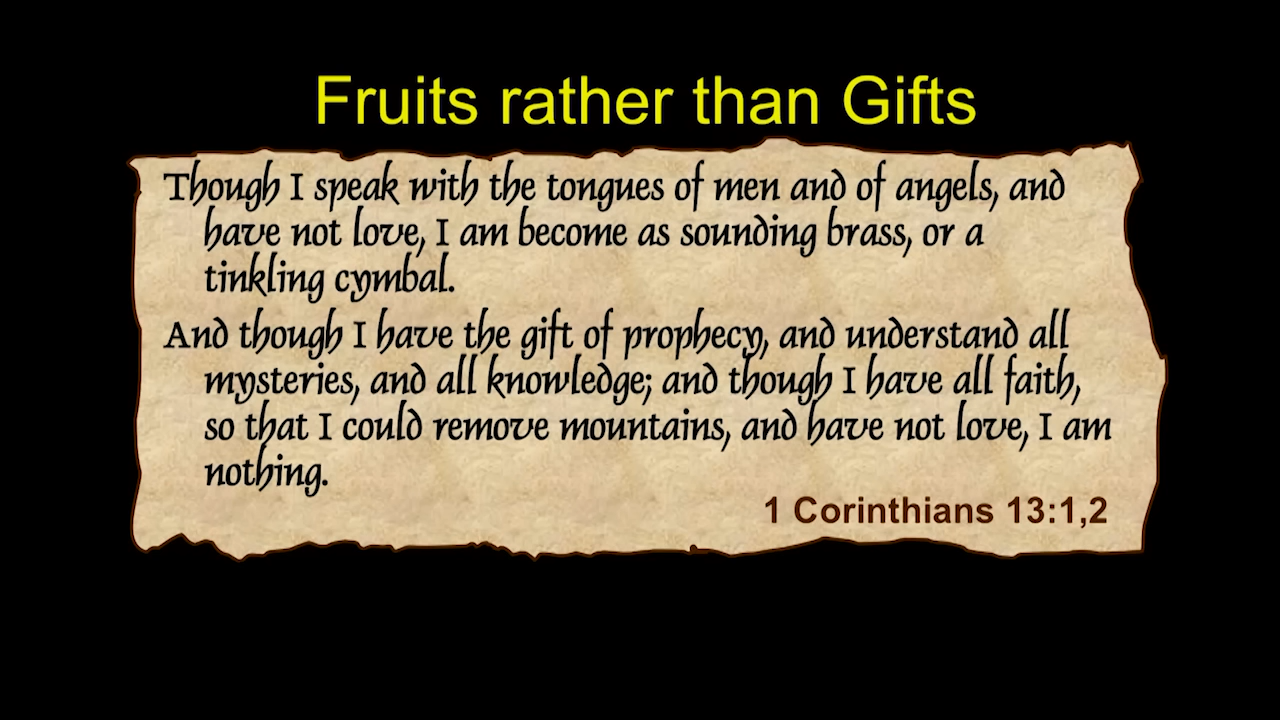 Fruits rather than Gifts
Though I speak with the tongues of men and of angels, and
have not love, I am become as sounding brass, or a
tinkling cymbal.
And though I have the gift of prophecy, and understand all
mysteries, and all knowledge; and though I have all faith,
so that I could remove mountains, and have not love, I am
nothing.
1 Corinthians 13:1,2